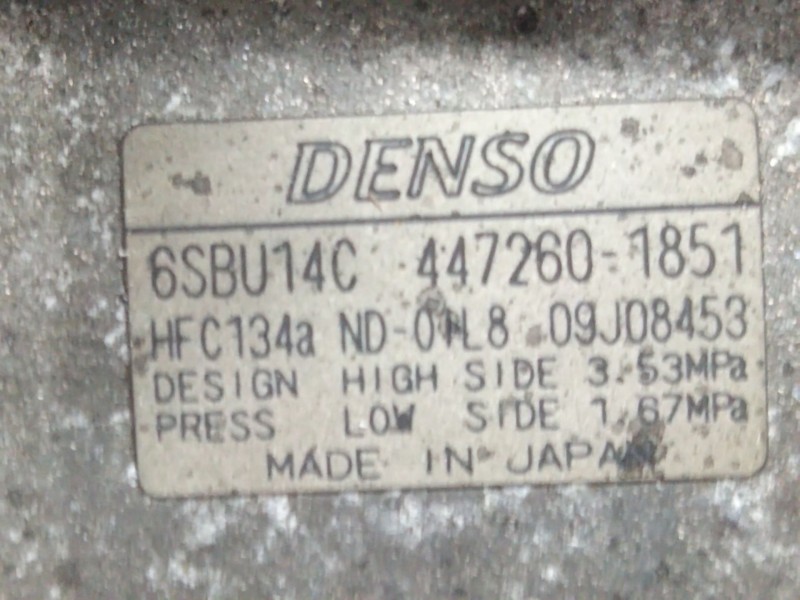 DENSO
6SBU14C 447260-1851
HFC134a ND-OIL8 09J08453
DESIGN HIGH SIDE 3.53MPa
PRESS LOW SIDE 1.67MPa
MADE IN JAPAN